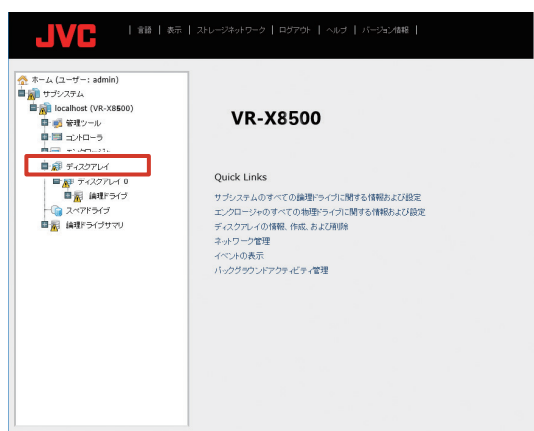 JVC
| 言語 | 表示 | ストレージネットワーク | ログアウト | ヘルプ | バージョン情報 |
ホーム (ユーザー: admin)
サブシステム
localhost (VR-X8500)
管理ツール
コントローラ
エンクロージャ
ディスクアレイ
ディスクアレイ 0
論理ドライブ
スペアドライブ
論理ドライブサマリ
VR-X8500
Quick Links
サブシステムのすべての論理ドライブに関する情報および設定
エンクロージャのすべての物理ドライブに関する情報および設定
ディスクアレイの情報、作成、および削除
ネットワーク管理
イベントの表示
バックグラウンドアクティビティ管理